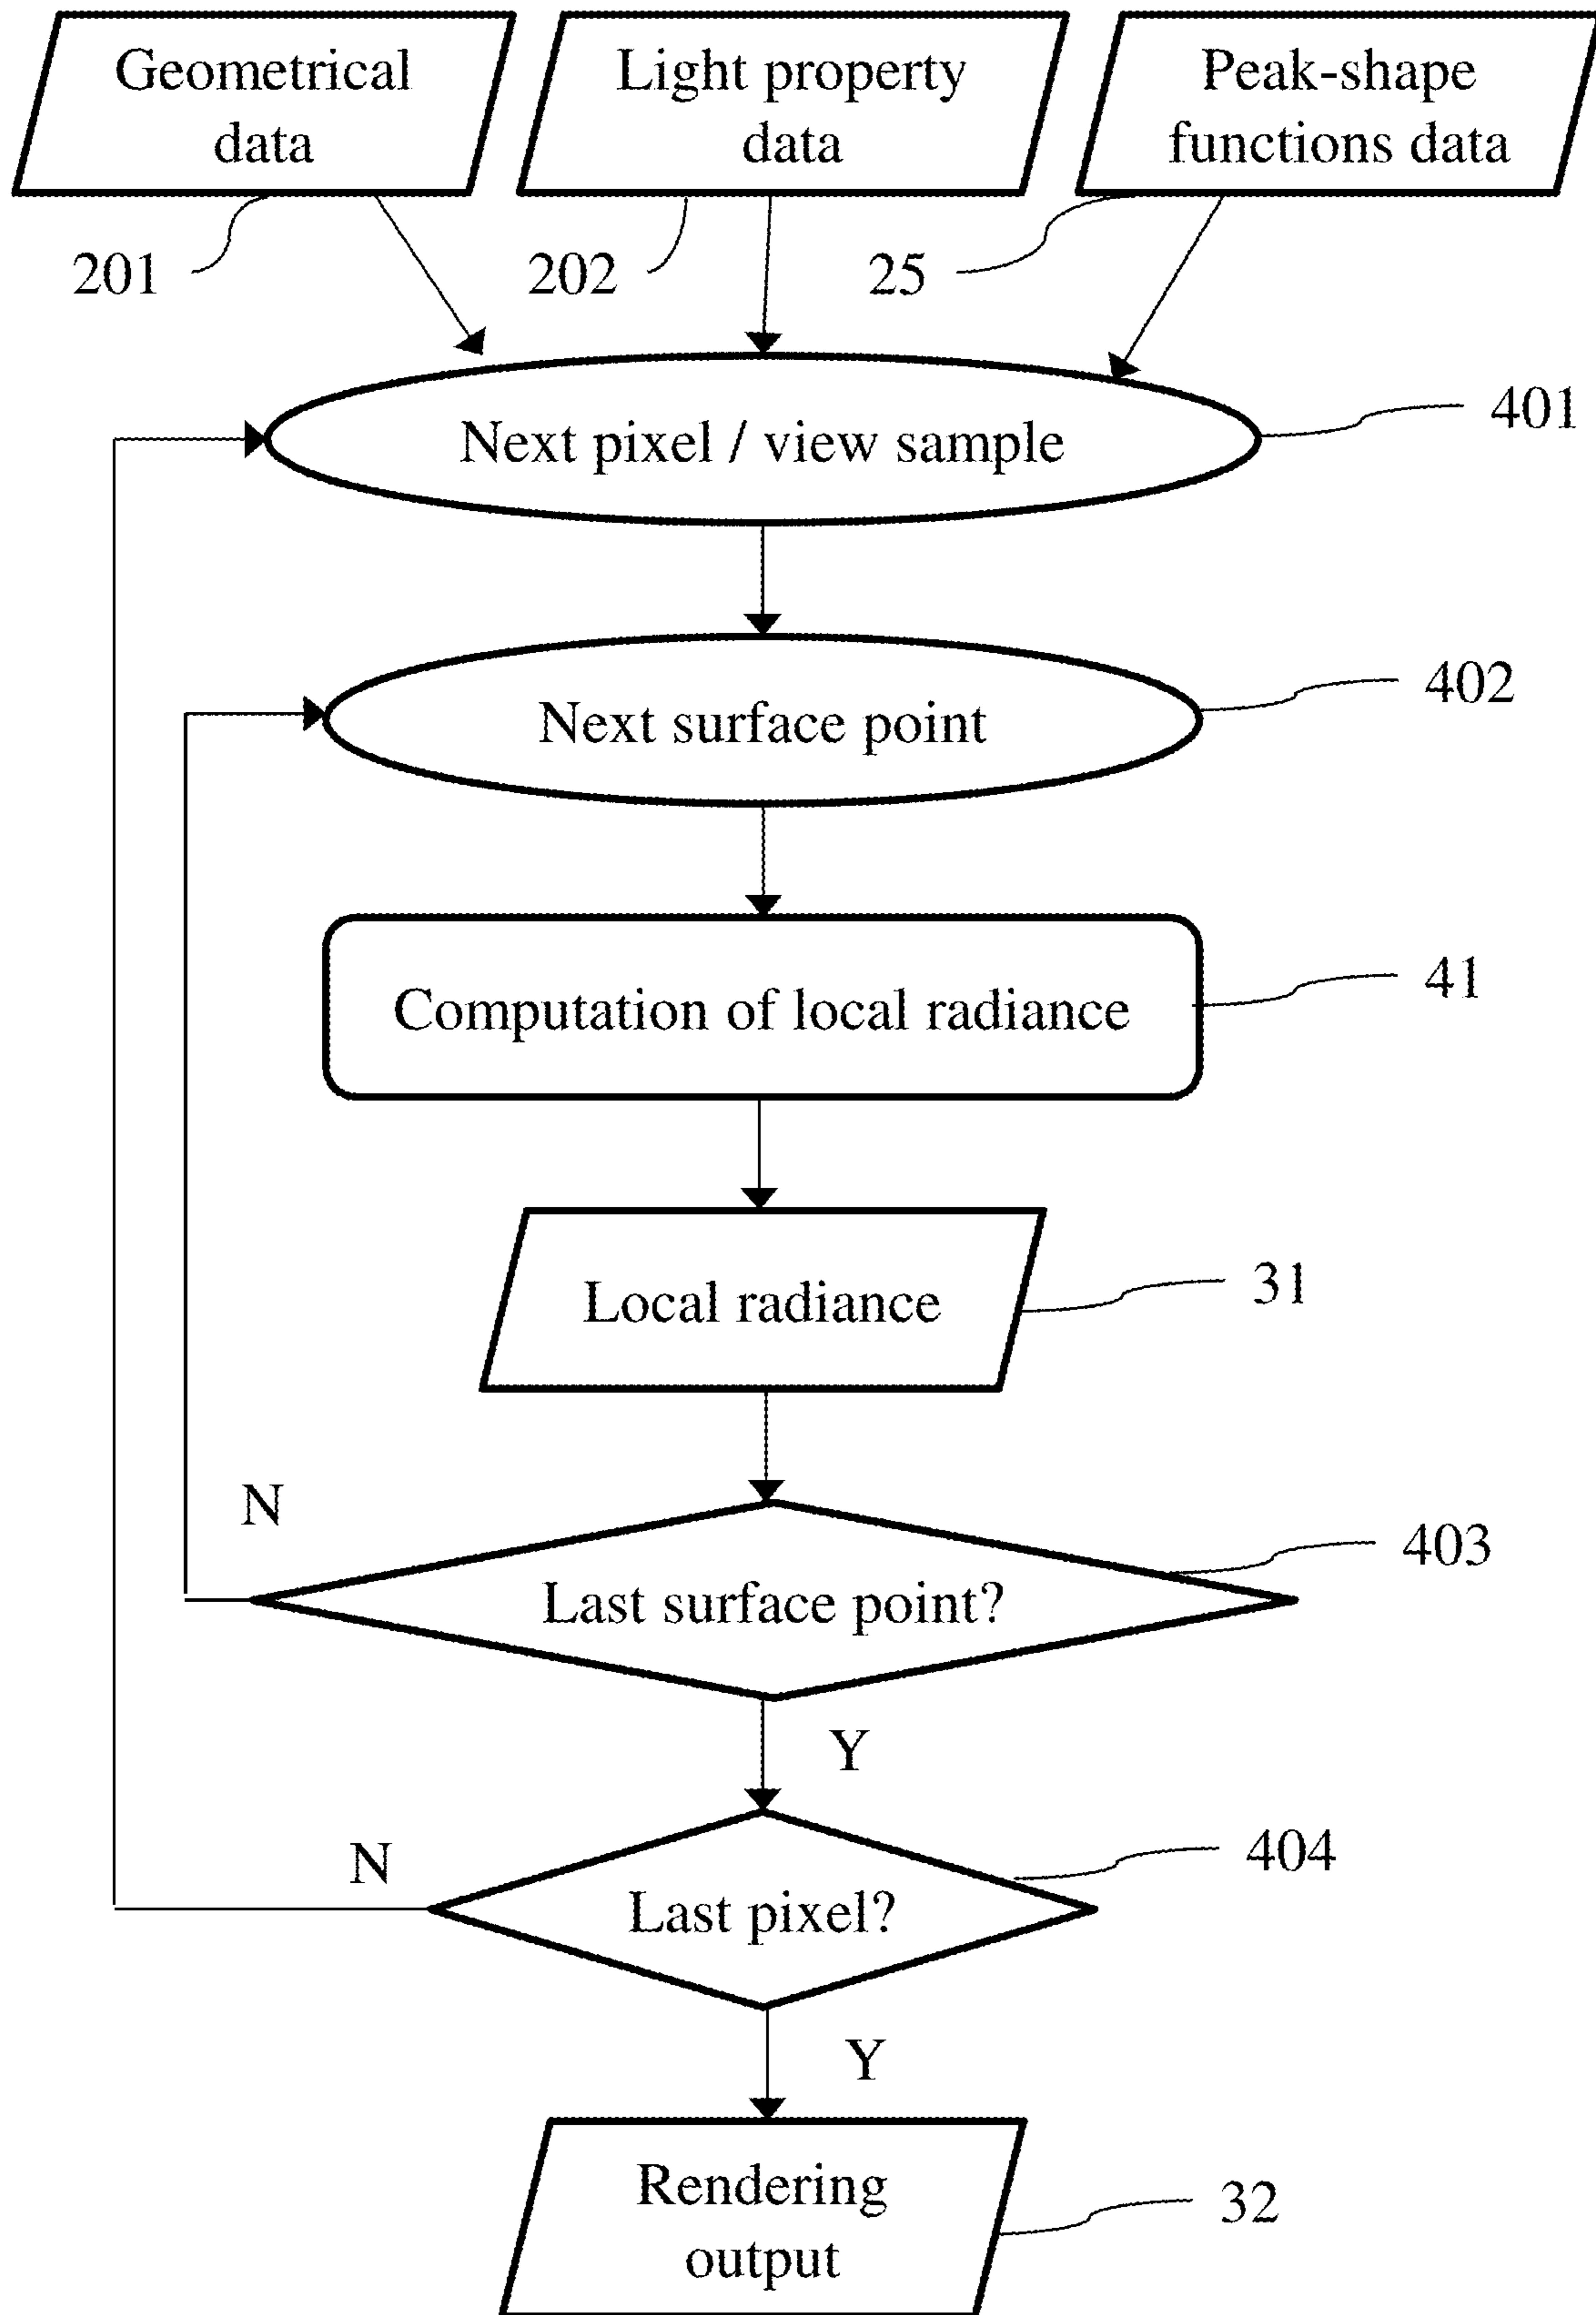 Geometrical
data
Light property
data
Peak-shape
functions data
201
202
25
Next pixel / view sample
401
Next surface point
402
Computation of local radiance
41
Local radiance
31
N
Last surface point?
403
Y
N
Last pixel?
404
Y
Rendering
output
32